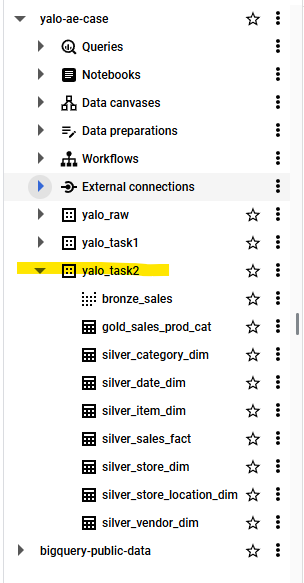 yalo-ae-case
Queries
Notebooks
Data canvases
Data preparations
Workflows
External connections
yalo_raw
yalo_task1
yalo_task2
bronze_sales
gold_sales_prod_cat
silver_category_dim
silver_date_dim
silver_item_dim
silver_sales_fact
silver_store_dim
silver_store_location_dim
silver_vendor_dim
bigquery-public-data